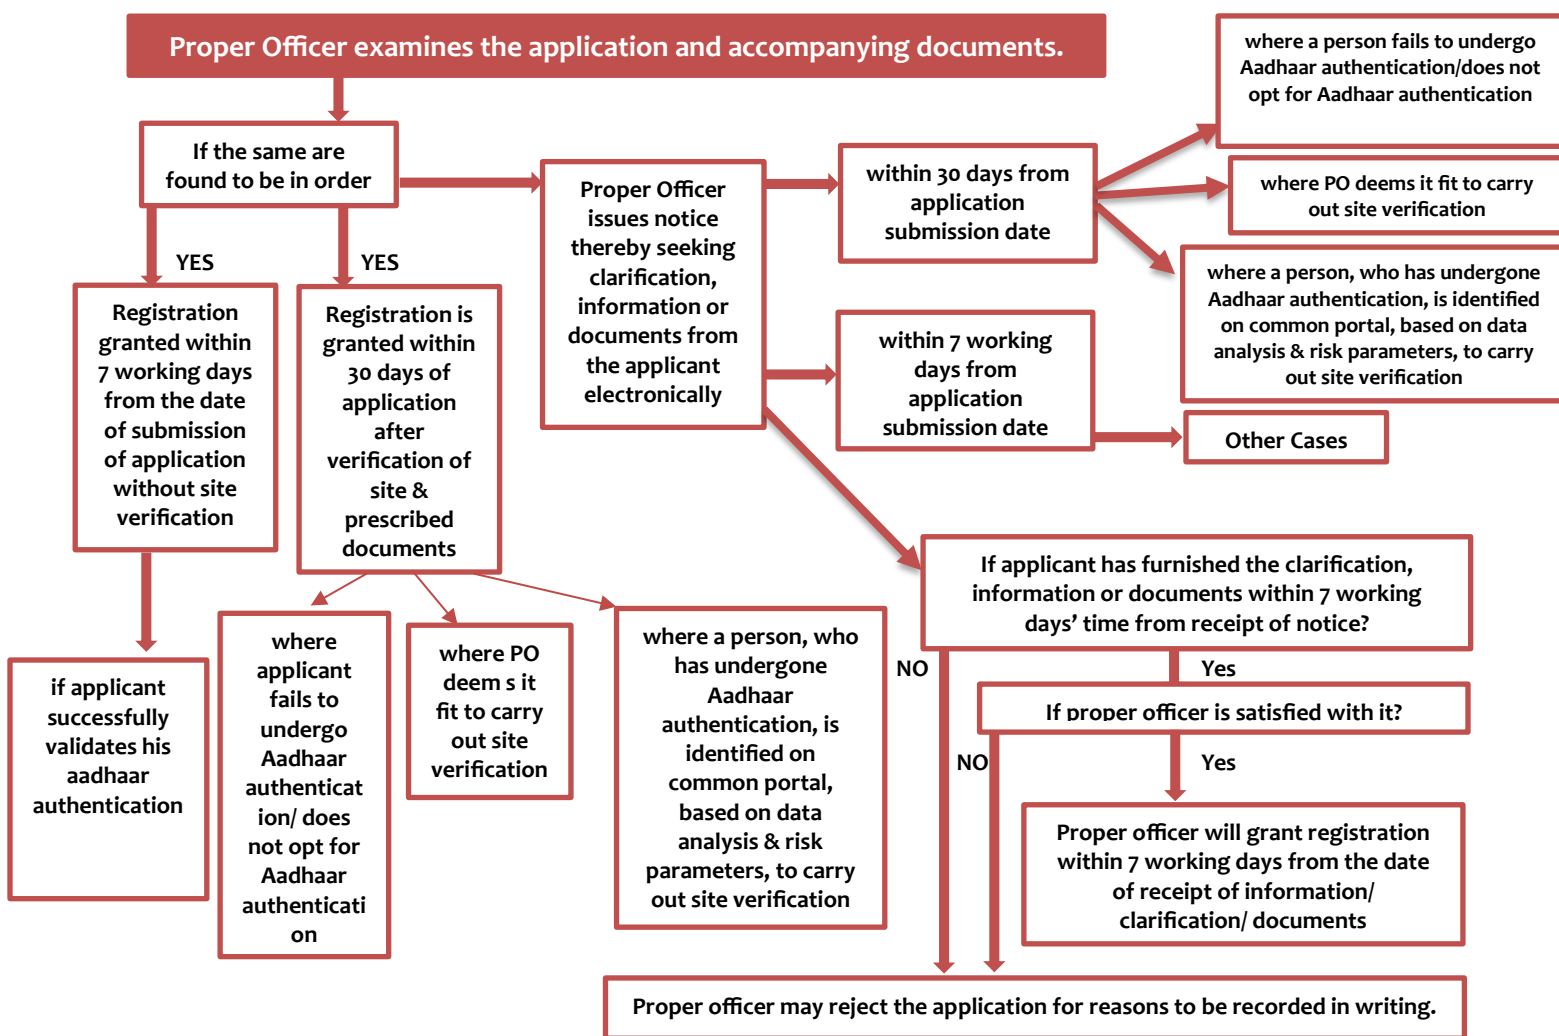 Proper Officer examines the application and accompanying documents.
If the same are
found to be in order
YES
YES
Registration
granted within
7 working days
from the date
of submission
of application
without site
verification
if applicant
successfully
validates his
aadhaar
authentication
Registration is
granted within
30 days of
application
after
verification of
site &
prescribed
documents
where
applicant
fails to
undergo
Aadhaar
authenticat
ion/ does
not opt for
Aadhaar
authenticati
on
where PO
deem s it
fit to carry
out site
verification
where a person, who
has undergone
Aadhaar
authentication, is
identified on
common portal,
based on data
analysis & risk
parameters, to carry
out site verification
Proper Officer
issues notice
thereby seeking
clarification,
information or
documents from
the applicant
electronically
within 30 days from
application
submission date
where a person fails to undergo
Aadhaar authentication/does not
opt for Aadhaar authentication
where PO deems it fit to carry
out site verification
where a person, who has undergone
Aadhaar authentication, is identified
on common portal, based on data
analysis & risk parameters, to carry
out site verification
within 7 working
days from
application
submission date
Other Cases
If applicant has furnished the clarification,
information or documents within 7 working
days’ time from receipt of notice?
NO
Yes
If proper officer is satisfied with it?
NO
Yes
Proper officer will grant registration
within 7 working days from the date
of receipt of information/
clarification/ documents
Proper officer may reject the application for reasons to be recorded in writing.